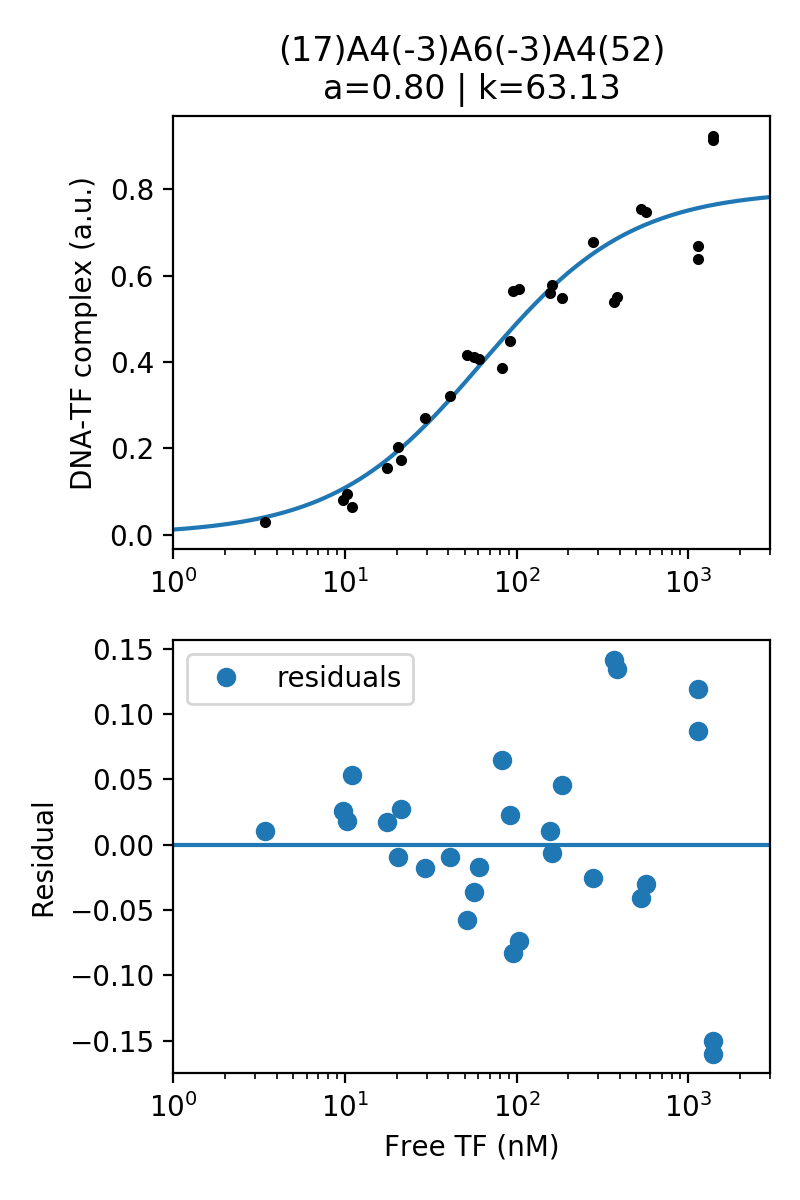 (17)A4(-3)A6(-3)A4(52)
a=0.80 | k=63.13
DNA-TF complex (a.u.)
0.8
0.6
0.4
0.2
0.0
10⁰ 10¹ 10² 10³
residuals
Residual
0.15
0.10
0.05
0.00
−0.05
−0.10
−0.15
10⁰ 10¹ 10² 10³
Free TF (nM)